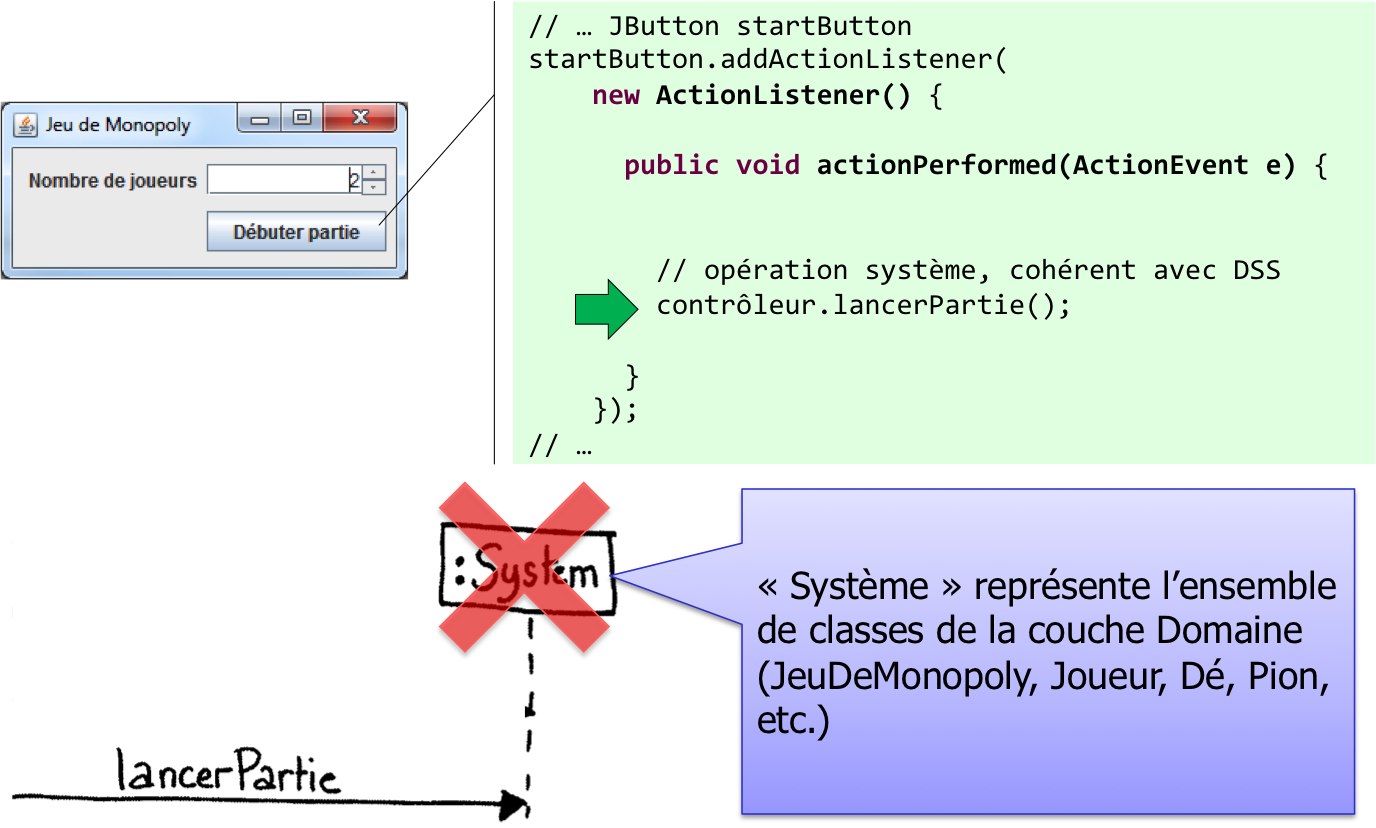 // … JButton startButton
startButton.addActionListener(
new ActionListener() {
public void actionPerformed(ActionEvent e) {
// opération système, cohérent avec DSS
contrôleur.lancerPartie();
}
});
// …
Jeu de Monopoly
Nombre de joueurs 2
Débuter partie
:System
« Système » représente l’ensemble
de classes de la couche Domaine
(JeuDeMonopoly, Joueur, Dé, Pion,
etc.)
lancerPartie